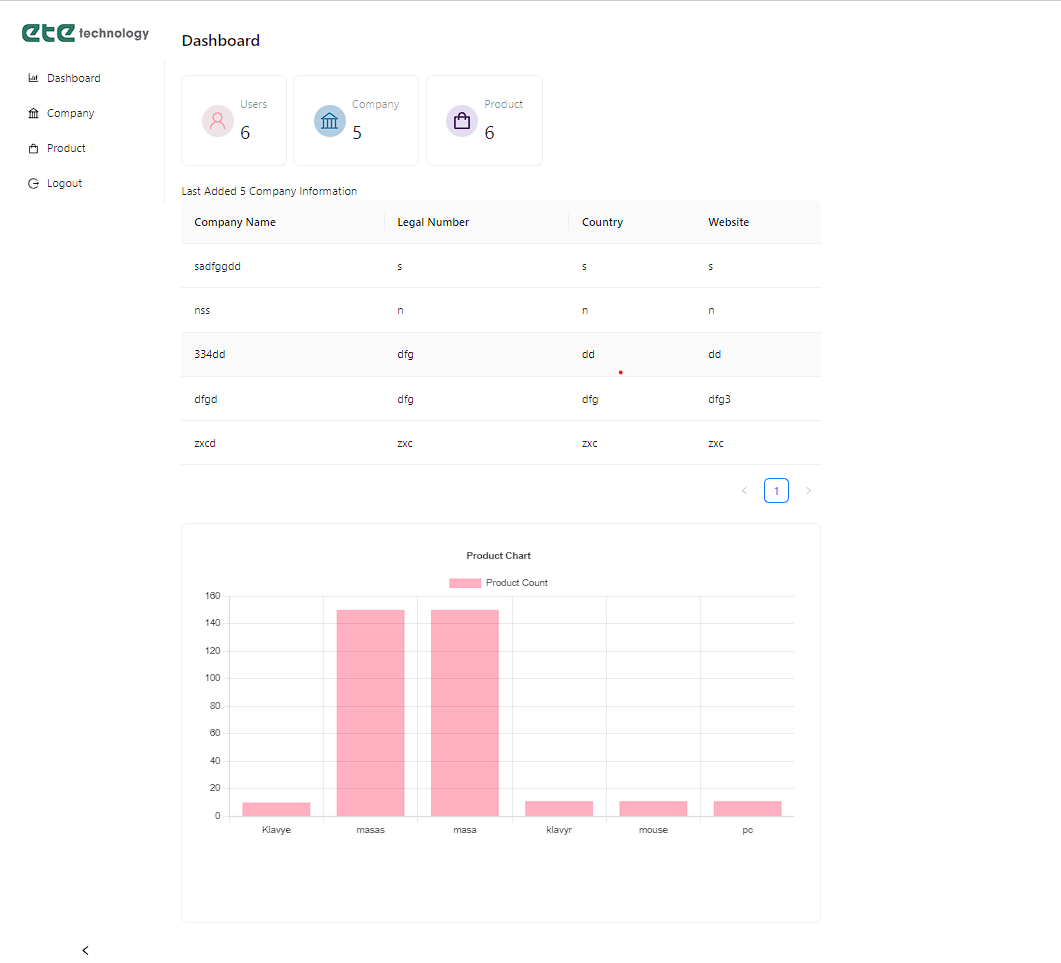 ete technology
Dashboard
Dashboard
Company
Product
Logout
Users
6
Company
5
Product
6
Last Added 5 Company Information
Company Name Legal Number Country Website
sadfggdd s s s
nss n n n
334dd dfg dd dd
dfgd dfg dfg dfg3
zxcd zxc zxc zxc
< 1 >
Product Chart
Product Count
160
140
120
100
80
60
40
20
0
Klavye masas masa klavyr mouse pc
<